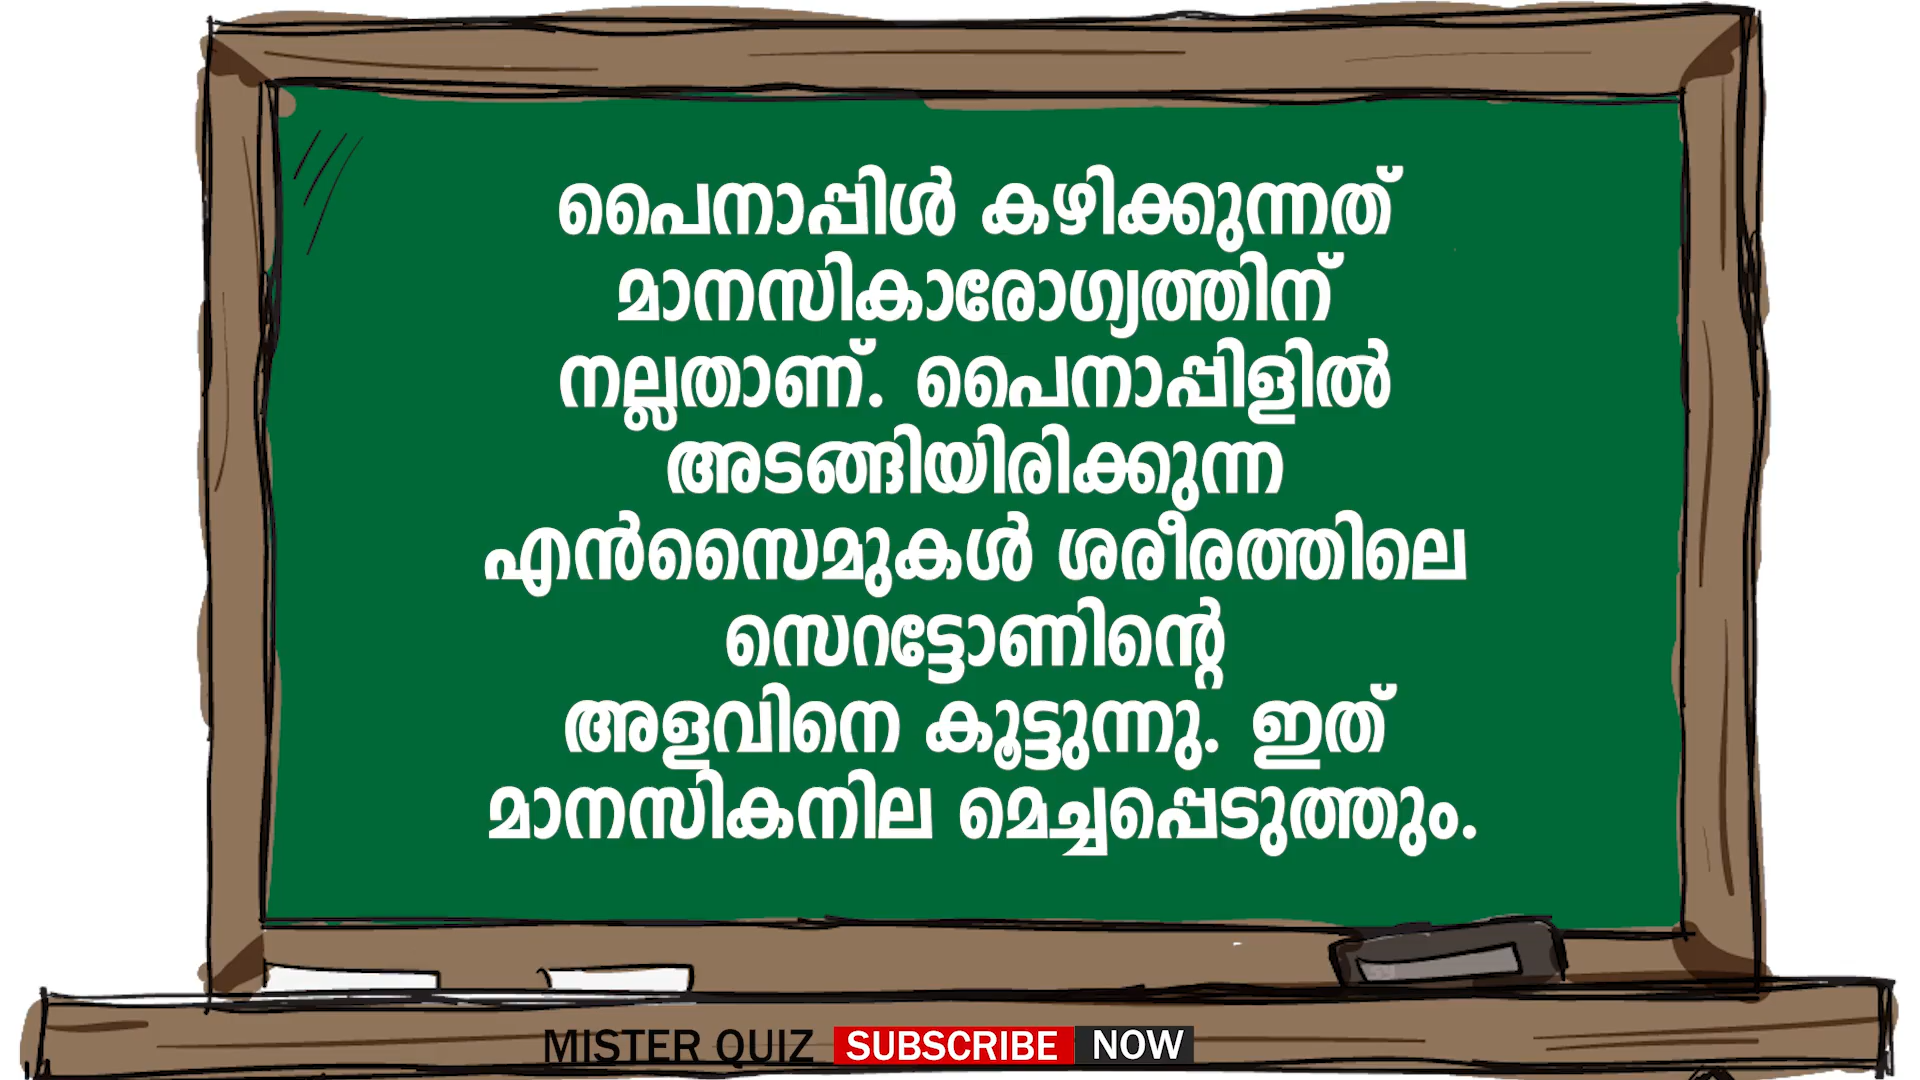 പൈനാപ്പിൾ കഴിക്കുന്നത്
മാനസികാരോഗ്യത്തിന്
നല്ലതാണ്. പൈനാപ്പിളിൽ
അടങ്ങിയിരിക്കുന്ന
എൻസൈമുകൾ ശരീരത്തിലെ
സെറട്ടോണിന്റെ
അളവിനെ കൂട്ടുന്നു. ഇത്
മാനസികനില മെച്ചപ്പെടുത്തും.
MISTER QUIZ SUBSCRIBE NOW